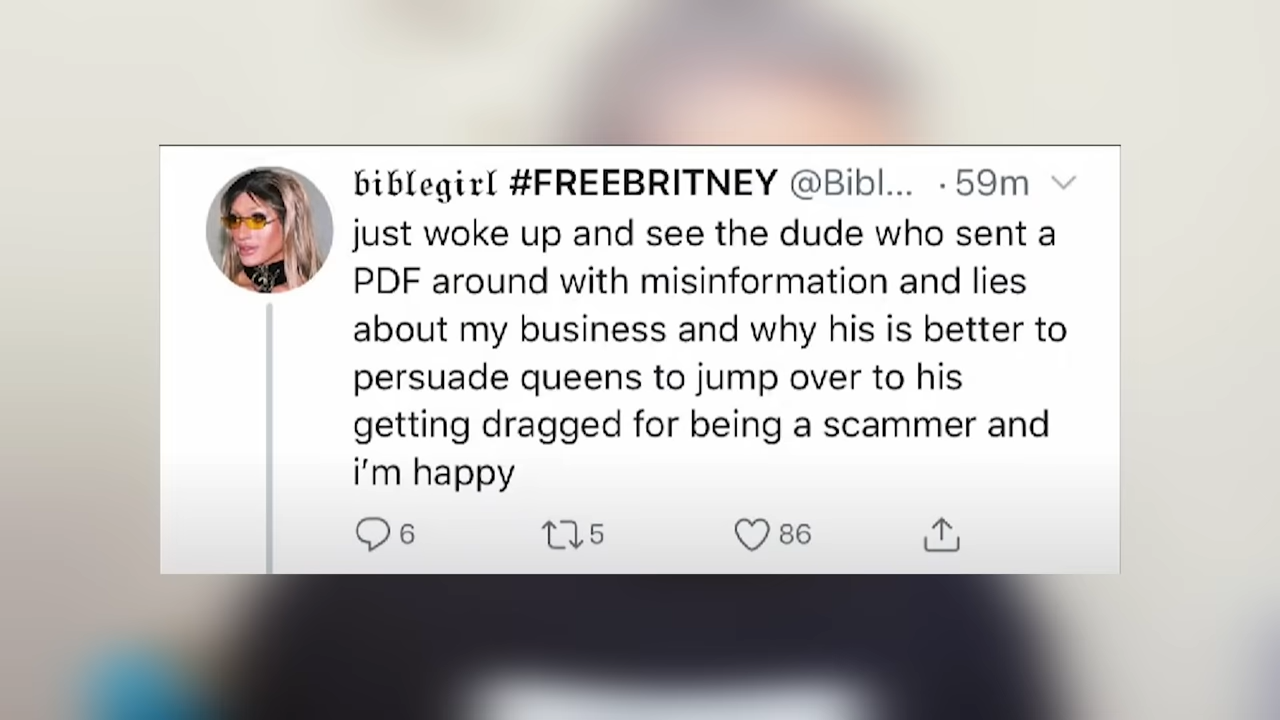 𝖇𝖎𝖇𝖑𝖊𝖌𝖎𝖗𝖑 #FREEBRITNEY @Bibl... · 59m
just woke up and see the dude who sent a
PDF around with misinformation and lies
about my business and why his is better to
persuade queens to jump over to his
getting dragged for being a scammer and
i'm happy
6 5 86